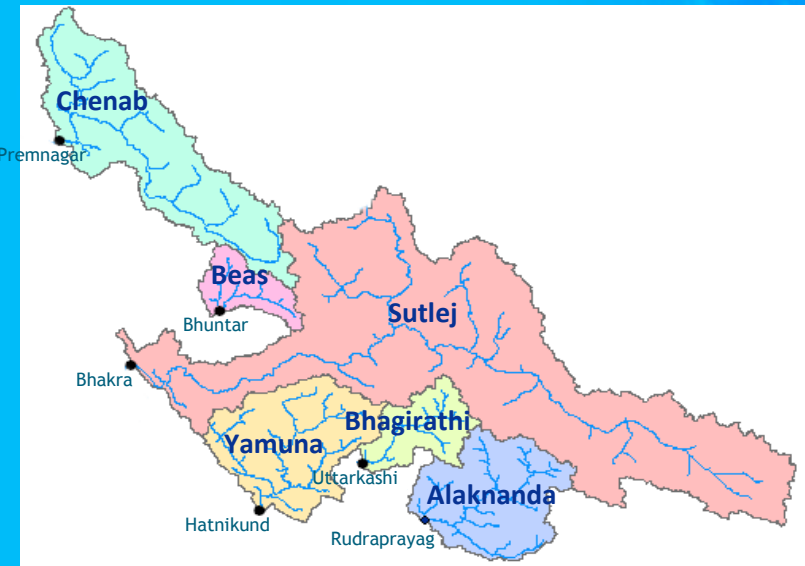 Chenab
Premnagar
Beas
Bhuntar
Sutlej
Bhakra
Bhagirathi
Yamuna
Uttarkashi
Alaknanda
Hatnikund
Rudraprayag